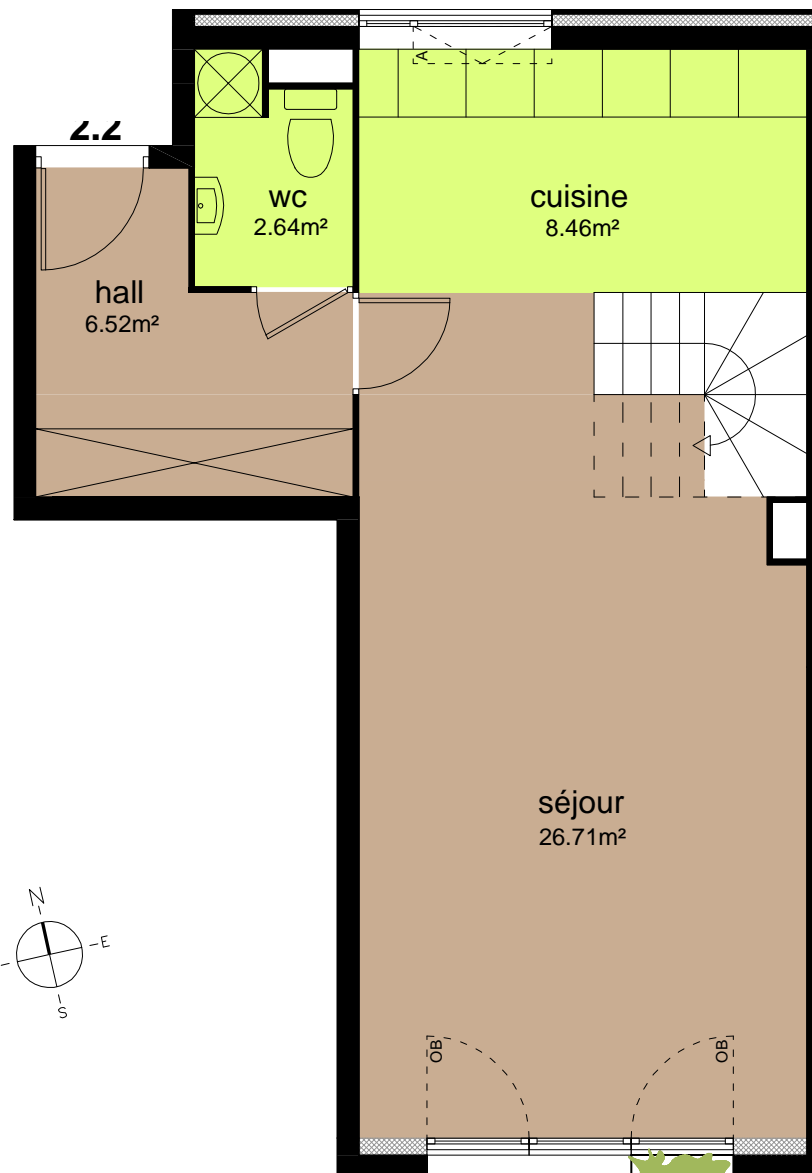 A
2.2
wc
2.64m²
cuisine
8.46m²
hall
6.52m²
séjour
26.71m²
N
E
S
OB
OB